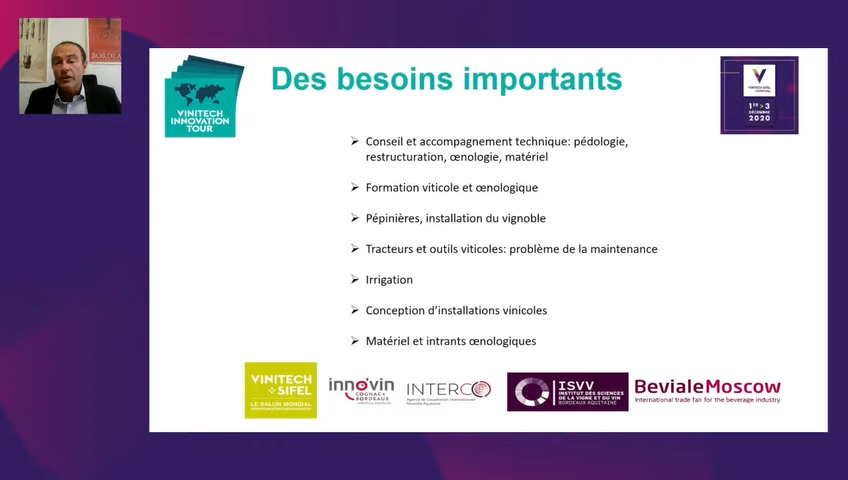 BORDEA
VINITECH
INNOVATION
TOUR
Des besoins importants
V
VINITECH SIFEL
1ER > 3
DÉCEMBRE
2020
➢ Conseil et accompagnement technique: pédologie,
restructuration, œnologie, matériel
➢ Formation viticole et œnologique
➢ Pépinières, installation du vignoble
➢ Tracteurs et outils viticoles: problème de la maintenance
➢ Irrigation
➢ Conception d’installations vinicoles
➢ Matériel et intrants œnologiques
VINITECH
SIFEL
LE SALON MONDIAL
inno'vin
COGNAC
BORDEAUX
INTERCO
Agence de Coopération Internationale
Nouvelle-Aquitaine
ISVV
INSTITUT DES SCIENCES
DE LA VIGNE ET DU VIN
BORDEAUX AQUITAINE
BevialeMoscow
International trade fair for the beverage industry